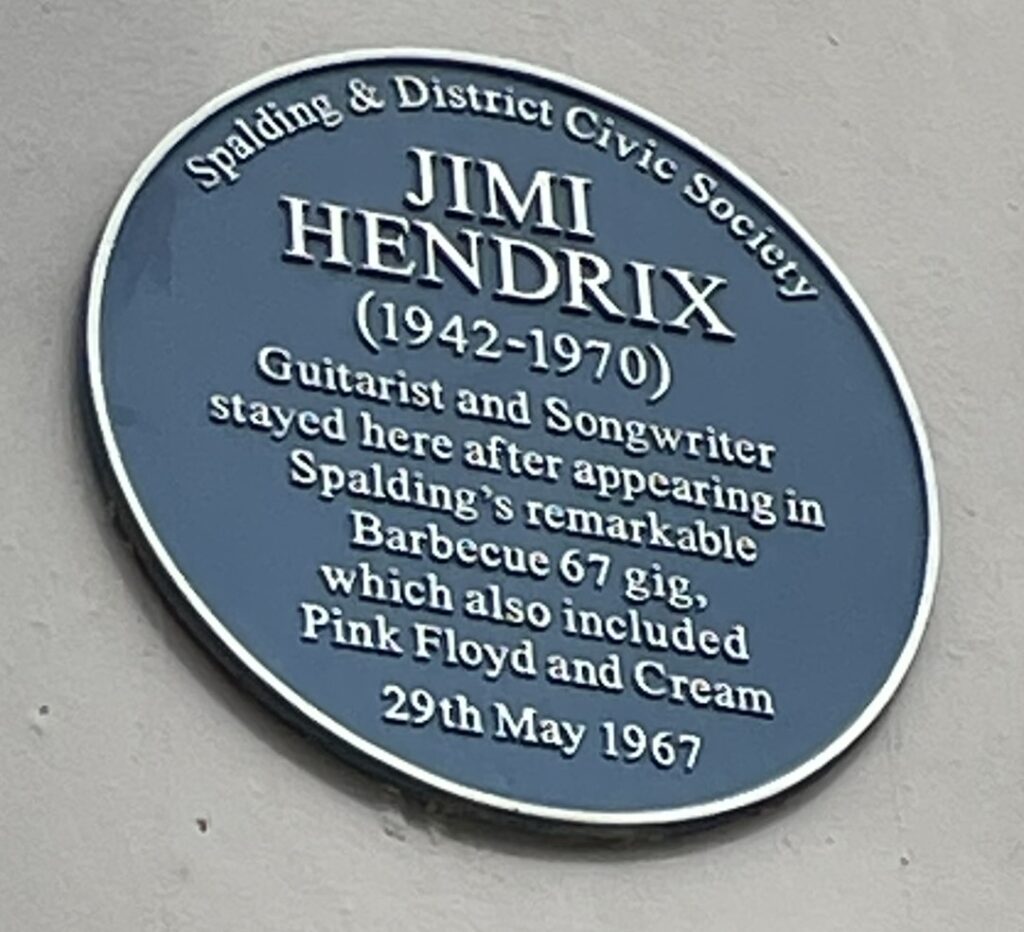 Spalding & District Civic Society
JIMI
HENDRIX
(1942-1970)
Guitarist and Songwriter
stayed here after appearing in
Spalding's remarkable
Barbecue 67 gig,
which also included
Pink Floyd and Cream
29th May 1967